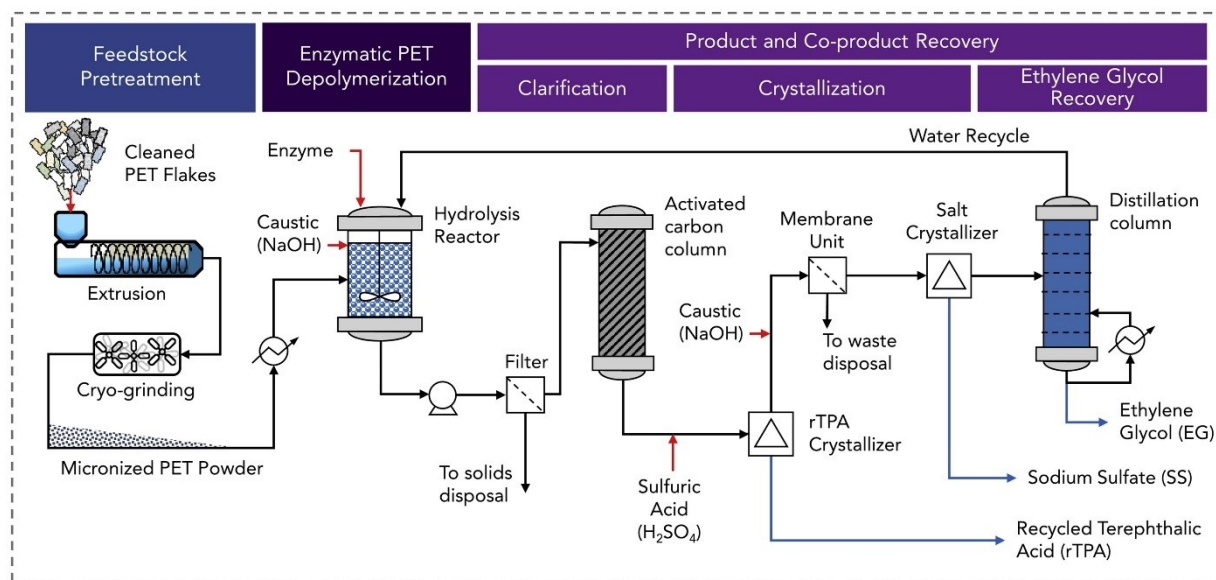 Feedstock
Pretreatment
Enzymatic PET
Depolymerization
Product and Co-product Recovery
Clarification
Crystallization
Ethylene Glycol
Recovery
Cleaned
PET Flakes
Extrusion
Cryo-grinding
Micronized PET Powder
Enzyme
Caustic
(NaOH)
Hydrolysis
Reactor
Filter
To solids
disposal
Activated
carbon
column
Sulfuric
Acid
(H₂SO₄)
Caustic
(NaOH)
rTPA
Crystallizer
Membrane
Unit
To waste
disposal
Salt
Crystallizer
Water Recycle
Distillation
column
Ethylene
Glycol (EG)
Sodium Sulfate (SS)
Recycled Terephthalic
Acid (rTPA)